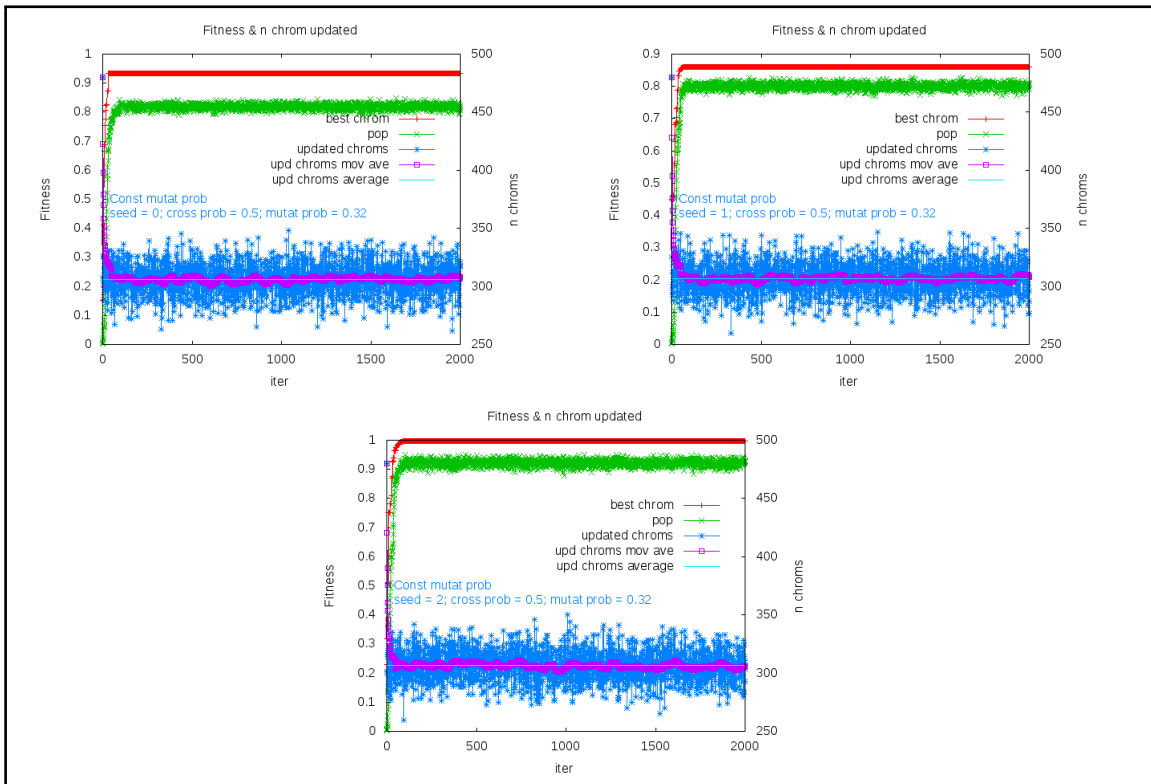 Fitness & n chrom updated
1
0.9
0.8
0.7
0.6
0.5
0.4
0.3
0.2
0.1
0
Fitness
500
450
400
350
300
250
n chroms
best chrom
pop
updated chroms
upd chroms mov ave
upd chroms average
Const mutat prob
seed = 0; cross prob = 0.5; mutat prob = 0.32
0 500 1000 1500 2000
iter
Fitness & n chrom updated
0.9
0.8
0.7
0.6
0.5
0.4
0.3
0.2
0.1
0
Fitness
500
450
400
350
300
250
n chroms
best chrom
pop
updated chroms
upd chroms mov ave
upd chroms average
Const mutat prob
seed = 1; cross prob = 0.5; mutat prob = 0.32
0 500 1000 1500 2000
iter
Fitness & n chrom updated
1
0.9
0.8
0.7
0.6
0.5
0.4
0.3
0.2
0.1
0
Fitness
500
450
400
350
300
250
n chroms
best chrom
pop
updated chroms
upd chroms mov ave
upd chroms average
Const mutat prob
seed = 2; cross prob = 0.5; mutat prob = 0.32
0 500 1000 1500 2000
iter